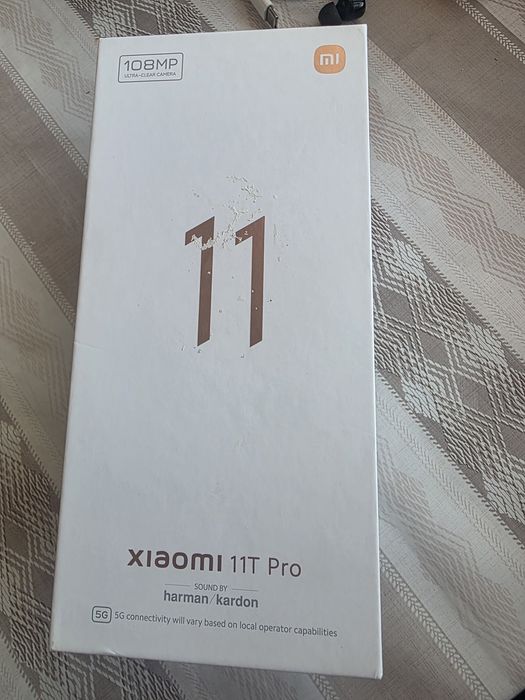 108MP
ULTRA-CLEAR CAMERA
mi
11
xiaomi 11T Pro
SOUND BY
harman/kardon
5G 5G connectivity will vary based on local operator capabilities